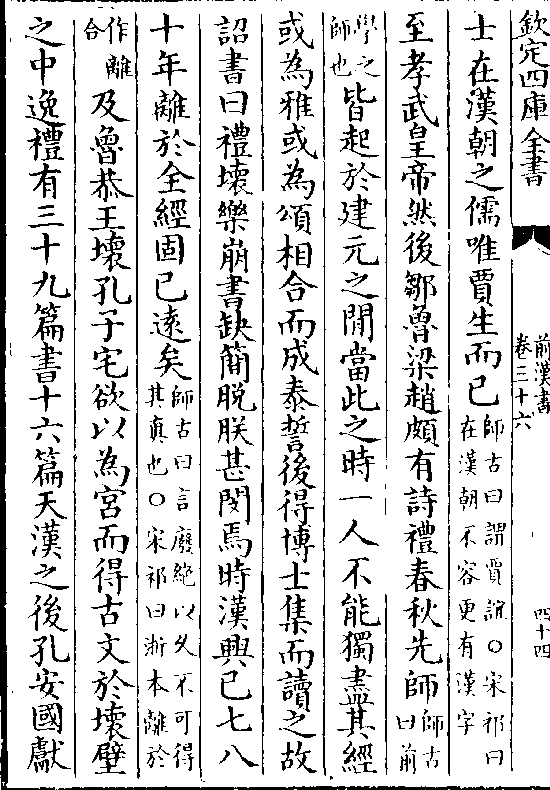 欽定四庫全書
前漢書
卷三十六
四十四
士在漢朝之儒唯賈生而已師古曰謂賈誼○宋祁曰在漢朝不容更有漢字
至孝武皇帝然後鄒魯梁趙頗有詩禮春秋先師師古曰前
學之師也皆起於建元之間當此之時一人不能獨盡其經
或為雅或為頌相合而成泰誓後得博士集而讀之故
詔書曰禮壞樂崩書缺簡脫朕甚閔焉時漢興已七八
十年離於全經固已遠矣師古曰言廢絶以久不可得其真也○宋祁曰浙本離於
作離合及魯恭王壞孔子宅欲以為宮而得古文於壞壁
之中逸禮有三十九篇書十六篇天漢之後孔安國獻